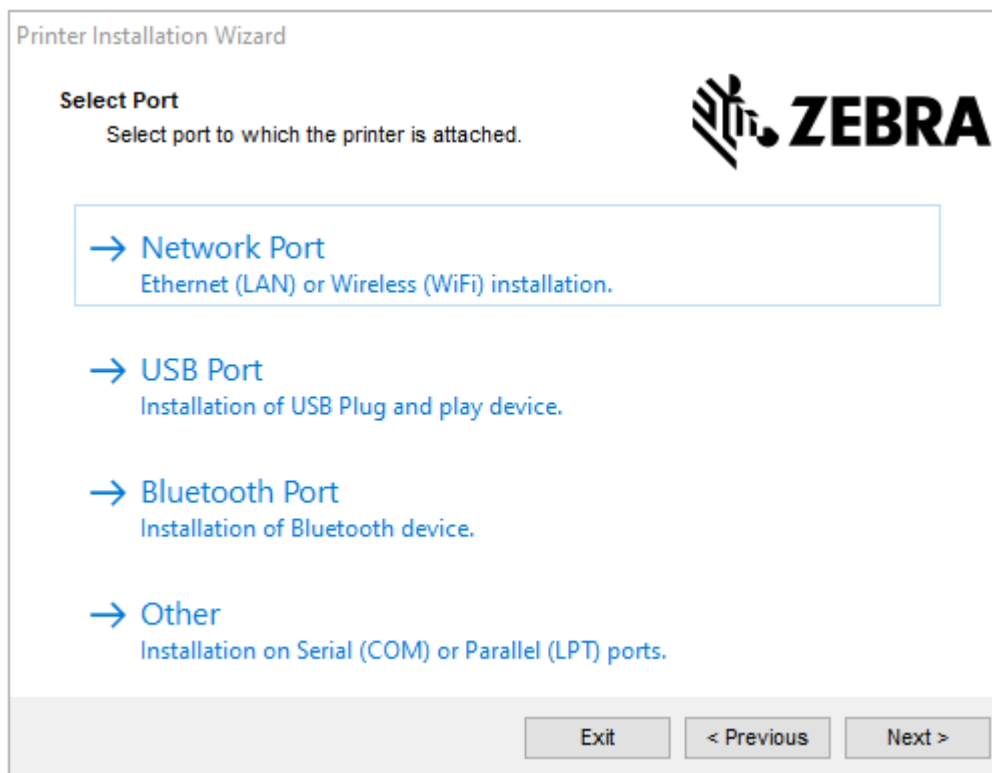 Printer Installation Wizard
Select Port
Select port to which the printer is attached.
ZEBRA
→ Network Port
Ethernet (LAN) or Wireless (WiFi) installation.
→ USB Port
Installation of USB Plug and play device.
→ Bluetooth Port
Installation of Bluetooth device.
→ Other
Installation on Serial (COM) or Parallel (LPT) ports.
Exit < Previous Next >